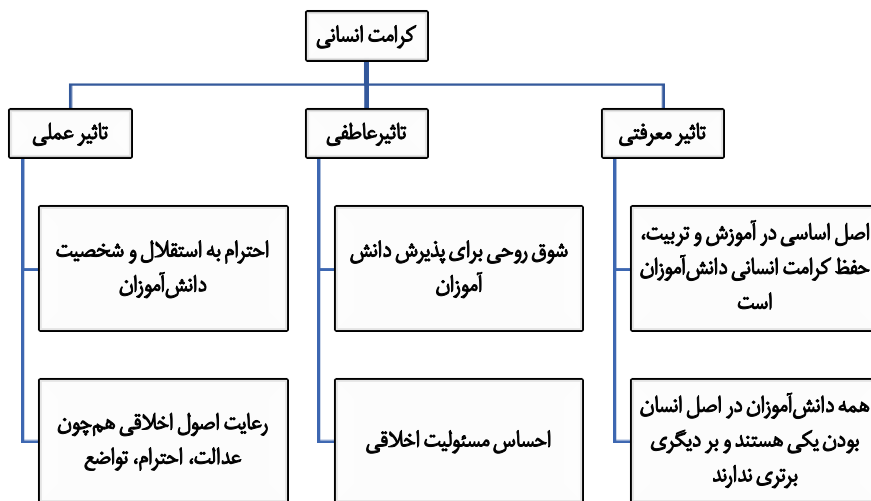 کرامت انسانی
تاثیر معرفتی
تاثیرعاطفی
تاثیر عملی
اصل اساسی در آموزش و تربیت،
حفظ کرامت انسانی دانش‌آموزان
است
شوق روحی برای پذیرش دانش
آموزان
احترام به استقلال و شخصیت
دانش‌آموزان
همه دانش‌آموزان در اصل انسان
بودن یکی هستند و بر دیگری
برتری ندارند
احساس مسئولیت اخلاقی
رعایت اصول اخلاقی هم‌چون
عدالت، احترام، تواضع